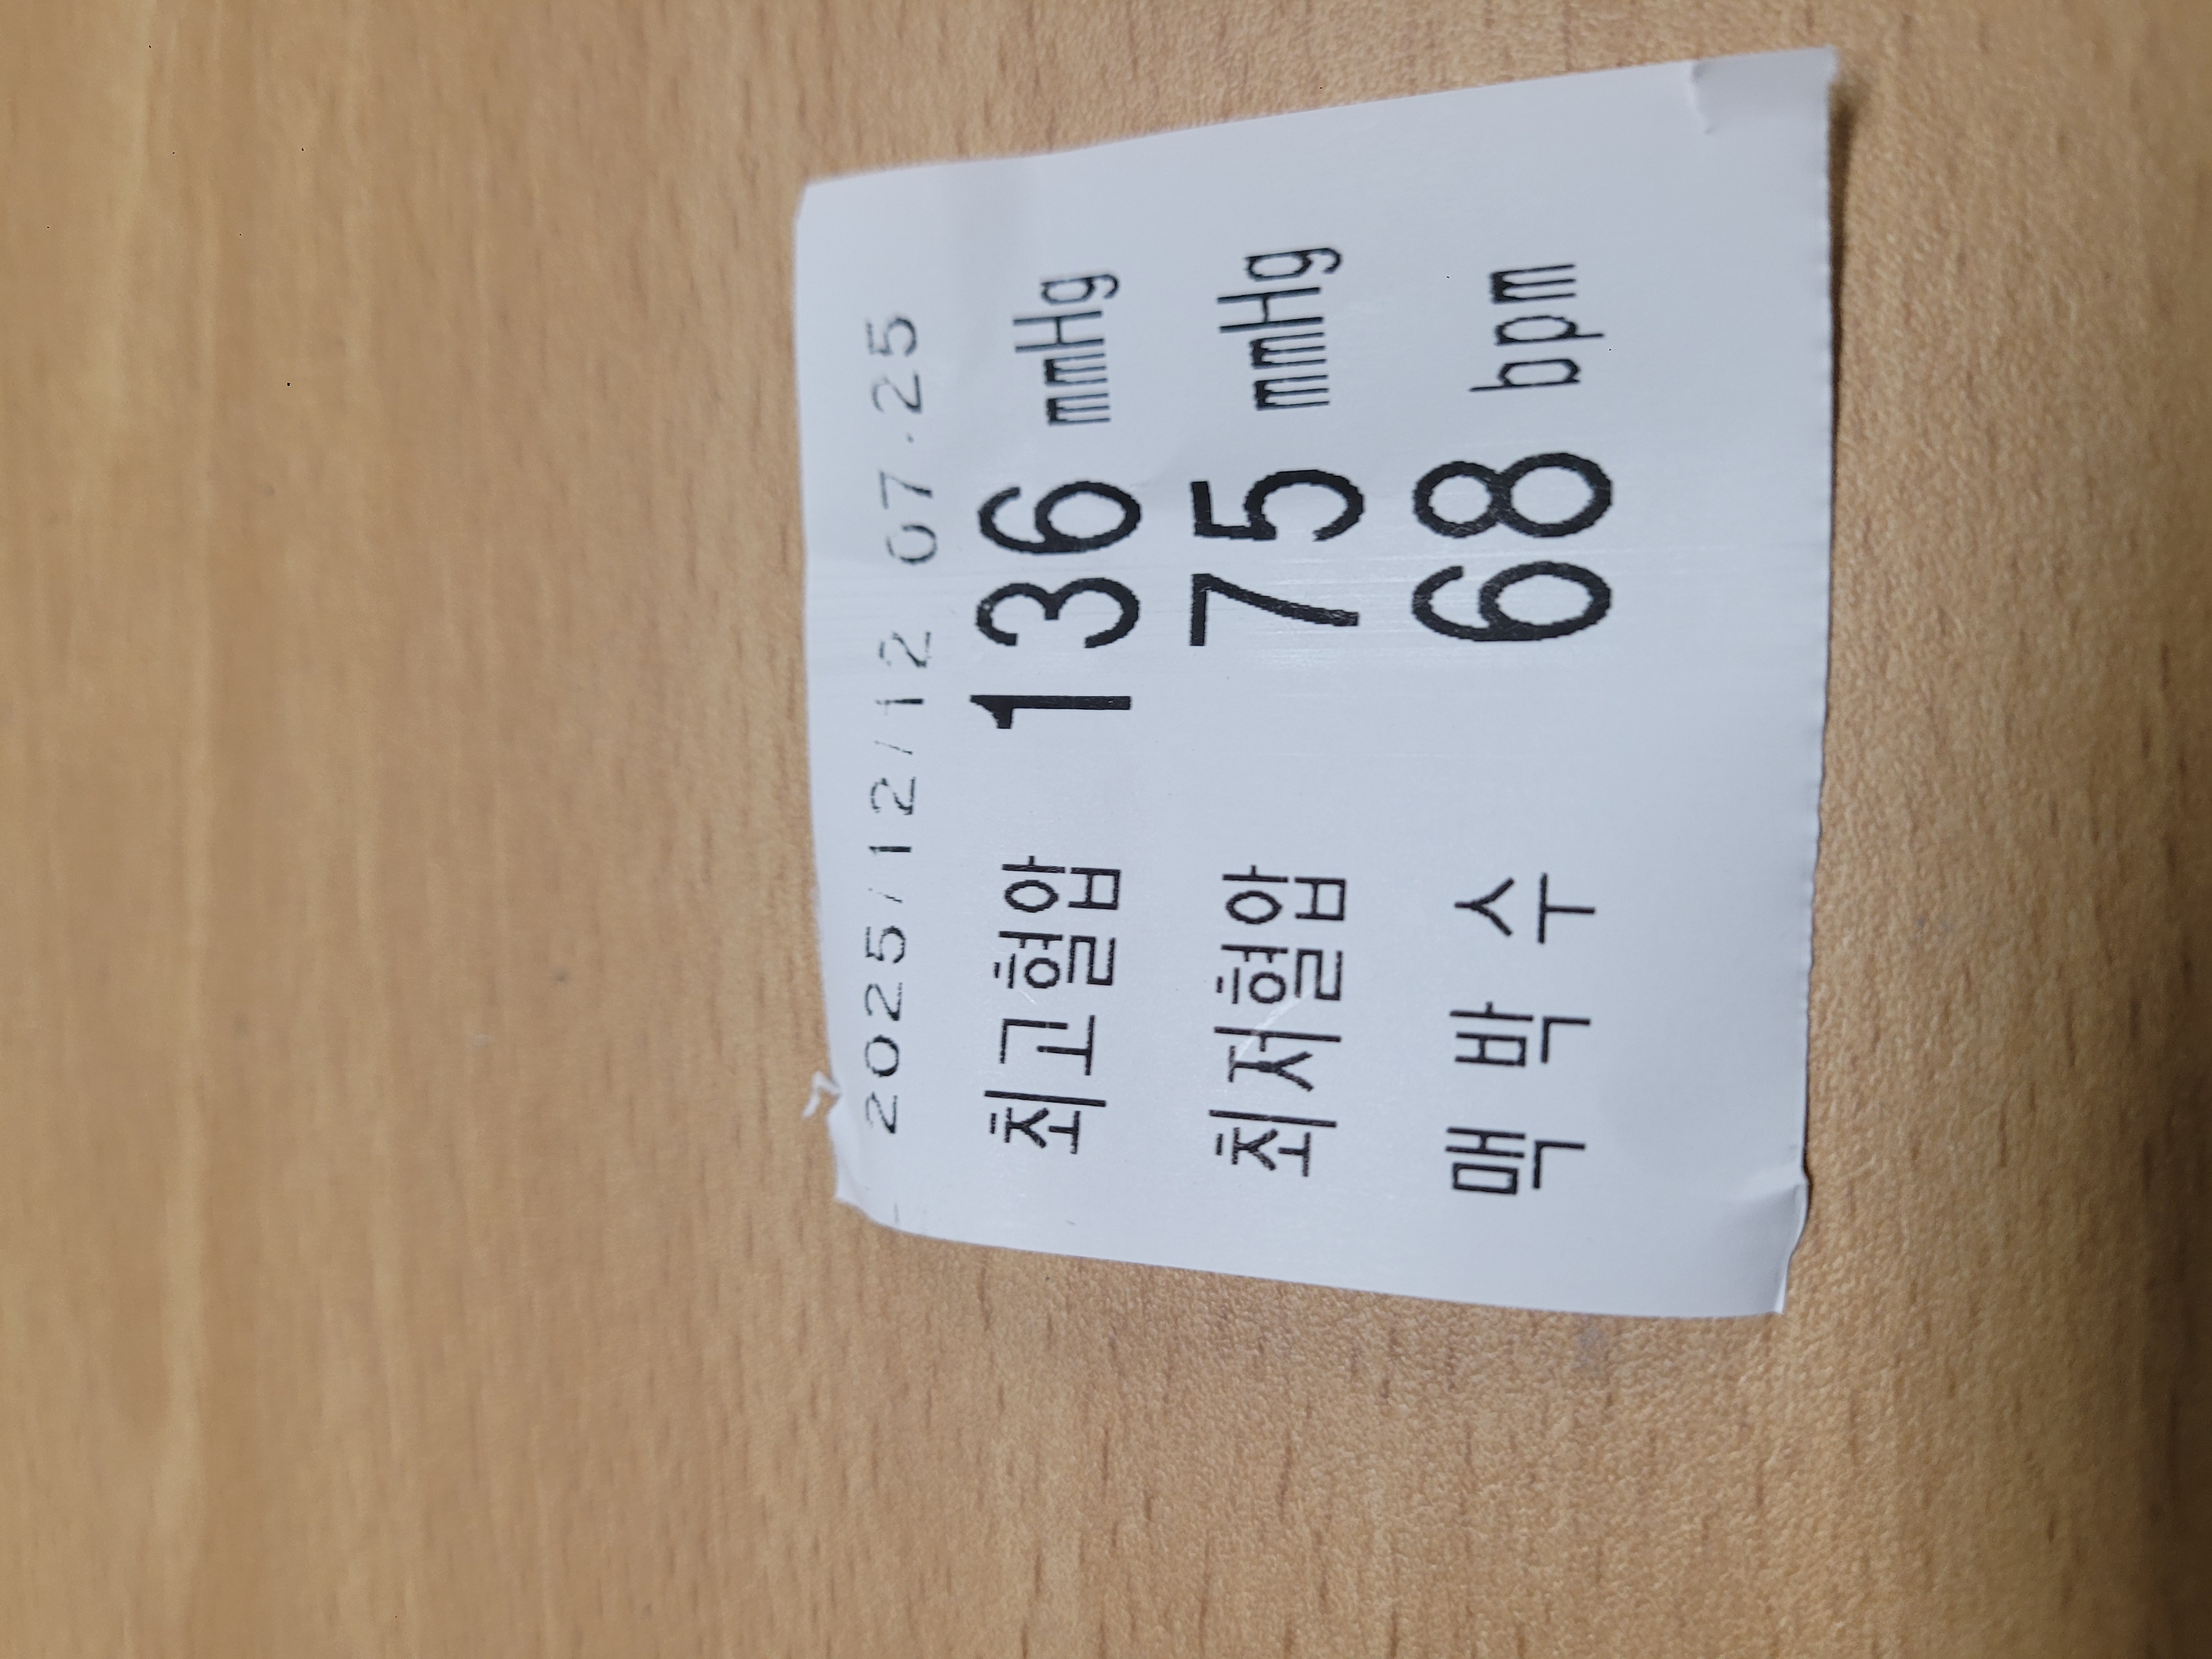 2025/12/12 07:25
최고혈압 136 mmHg
최저혈압 75 mmHg
맥 박 수 68 bpm